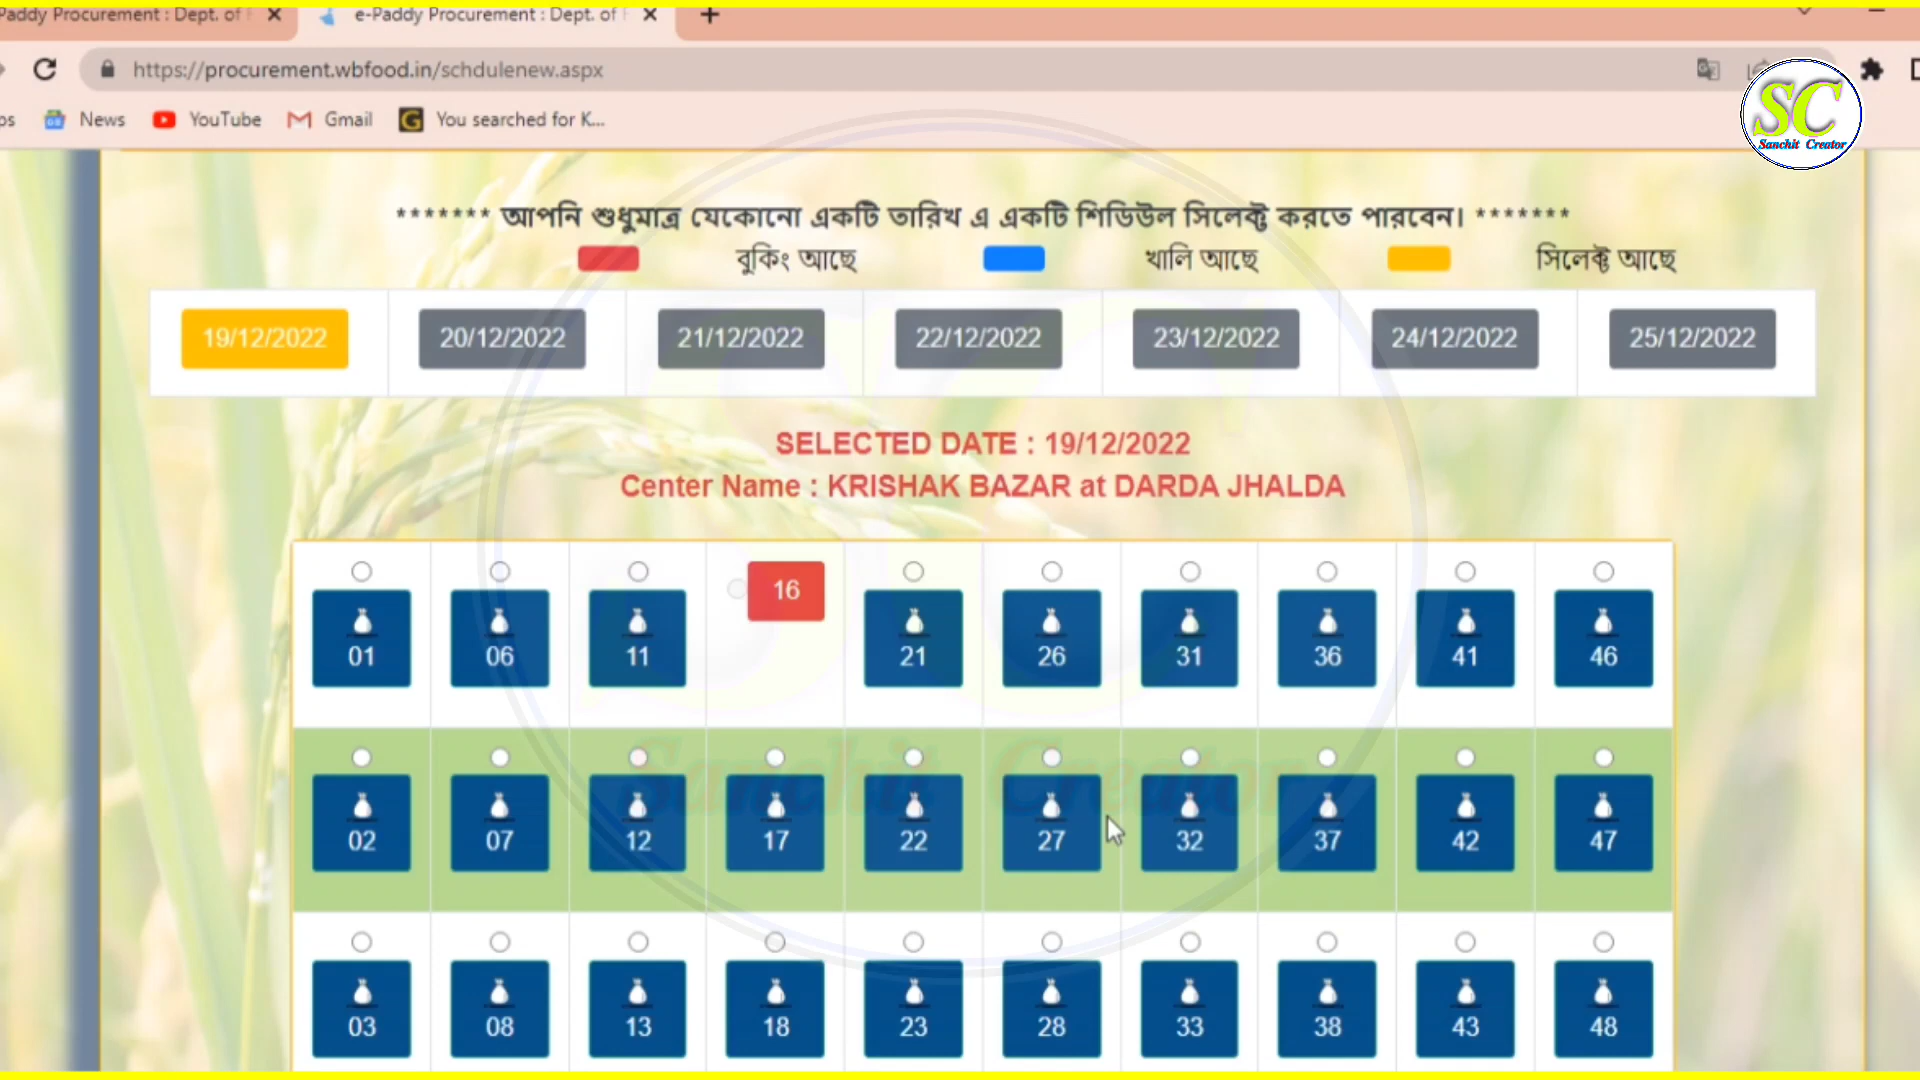 Paddy Procurement : Dept. of
e-Paddy Procurement : Dept. of
https://procurement.wbfood.in/schdulenew.aspx
News YouTube Gmail You searched for K...
SC
Sanchit Creator
******* আপনি শুধুমাত্র যেকোনো একটি তারিখ এ একটি শিডিউল সিলেক্ট করতে পারবেন। *******
বুকিং আছে খালি আছে সিলেক্ট আছে
19/12/2022 20/12/2022 21/12/2022 22/12/2022 23/12/2022 24/12/2022 25/12/2022
SELECTED DATE : 19/12/2022
Center Name : KRISHAK BAZAR at DARDA JHALDA
01 06 11 16 21 26 31 36 41 46
Sanchit Creator
02 07 12 17 22 27 32 37 42 47
03 08 13 18 23 28 33 38 43 48